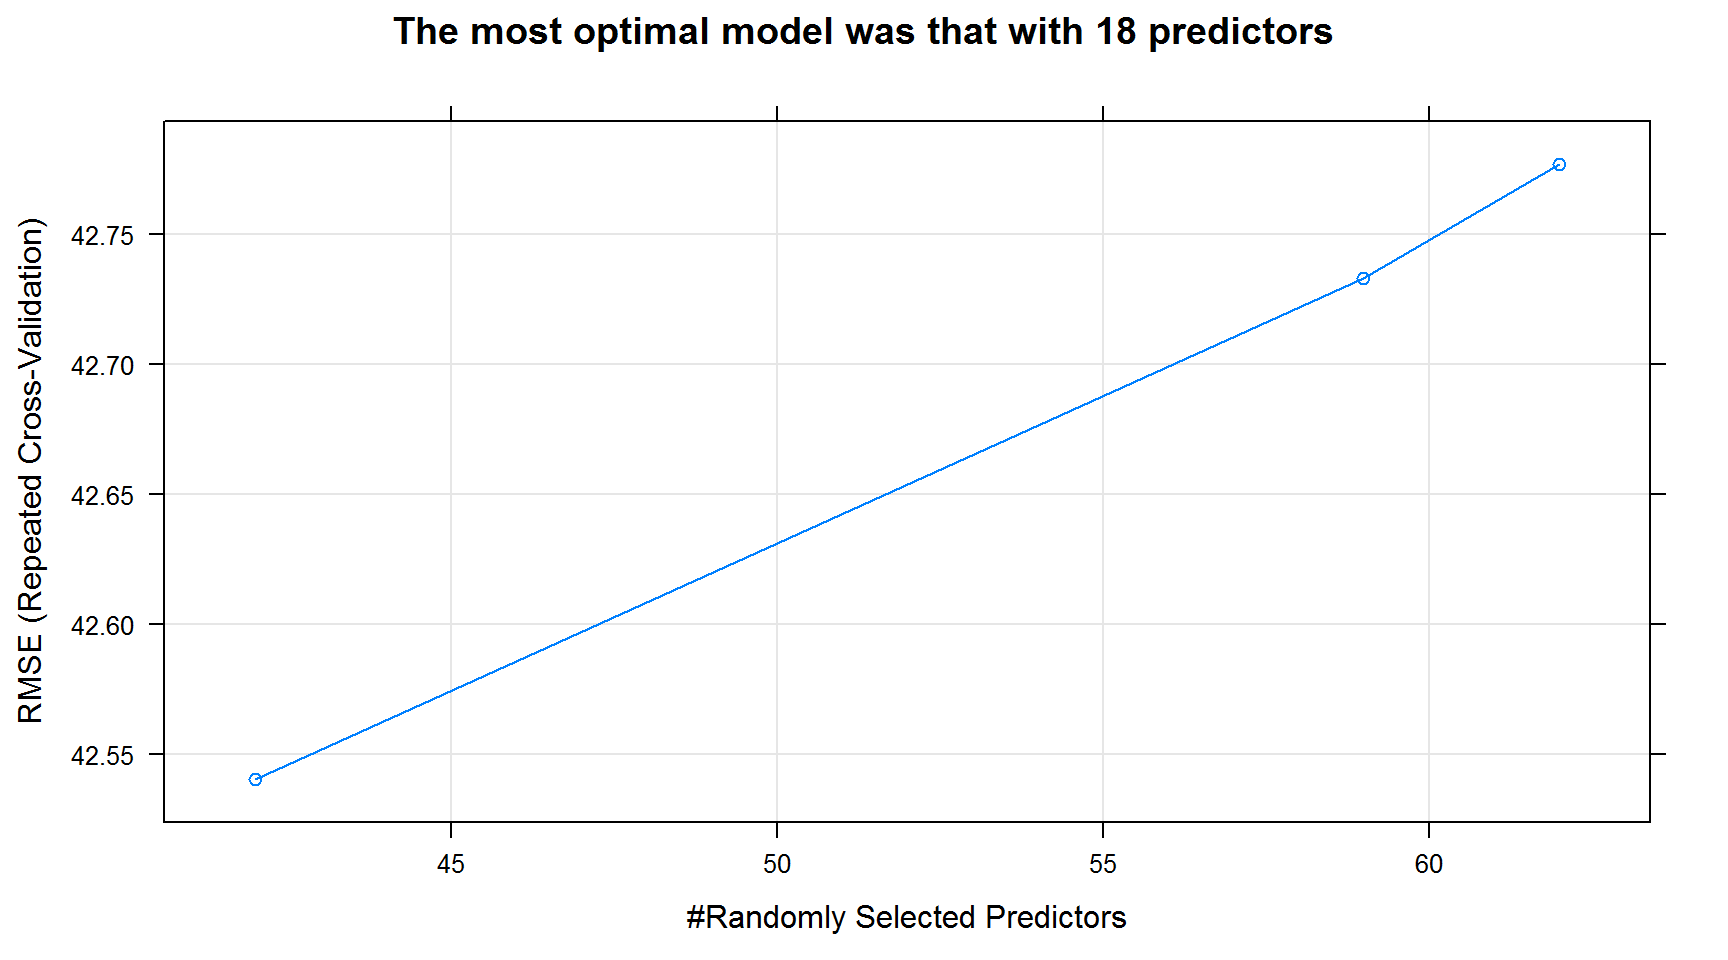 The most optimal model was that with 18 predictors
RMSE (Repeated Cross-Validation)
42.75
42.70
42.65
42.60
42.55
45 50 55 60
#Randomly Selected Predictors